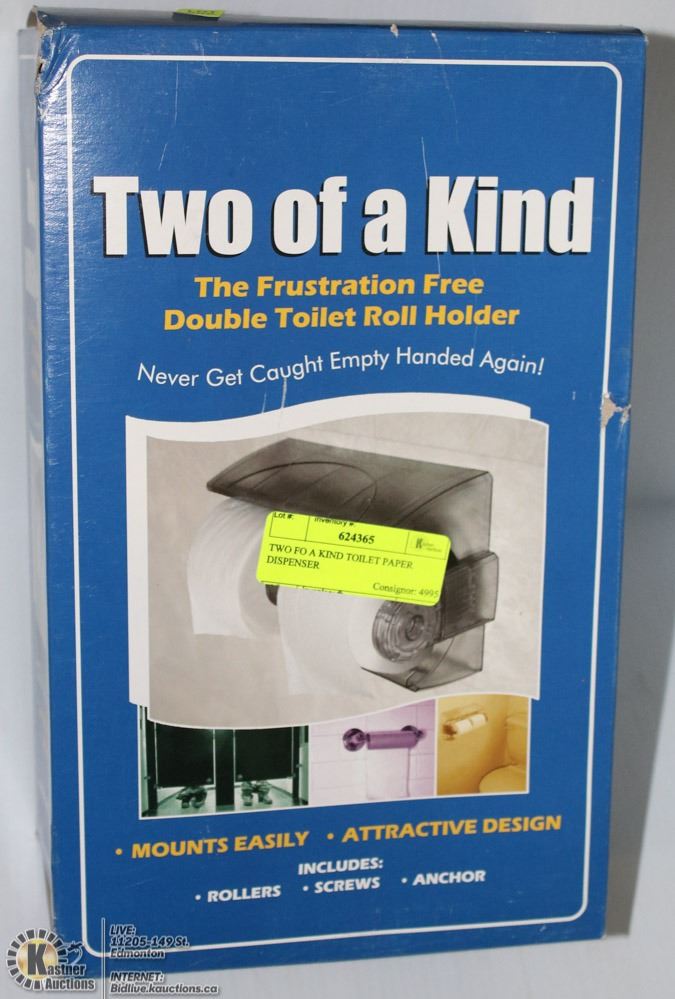 Two of a Kind
The Frustration Free
Double Toilet Roll Holder
Never Get Caught Empty Handed Again!
Lot #: Inventory #:
624365
TWO FO A KIND TOILET PAPER
DISPENSER
Consignor: 4995
• MOUNTS EASILY • ATTRACTIVE DESIGN
INCLUDES:
• ROLLERS • SCREWS • ANCHOR
Kastner
Auctions
LIVE:
11205-149 St.
Edmonton
INTERNET:
Bidlive.kauctions.ca